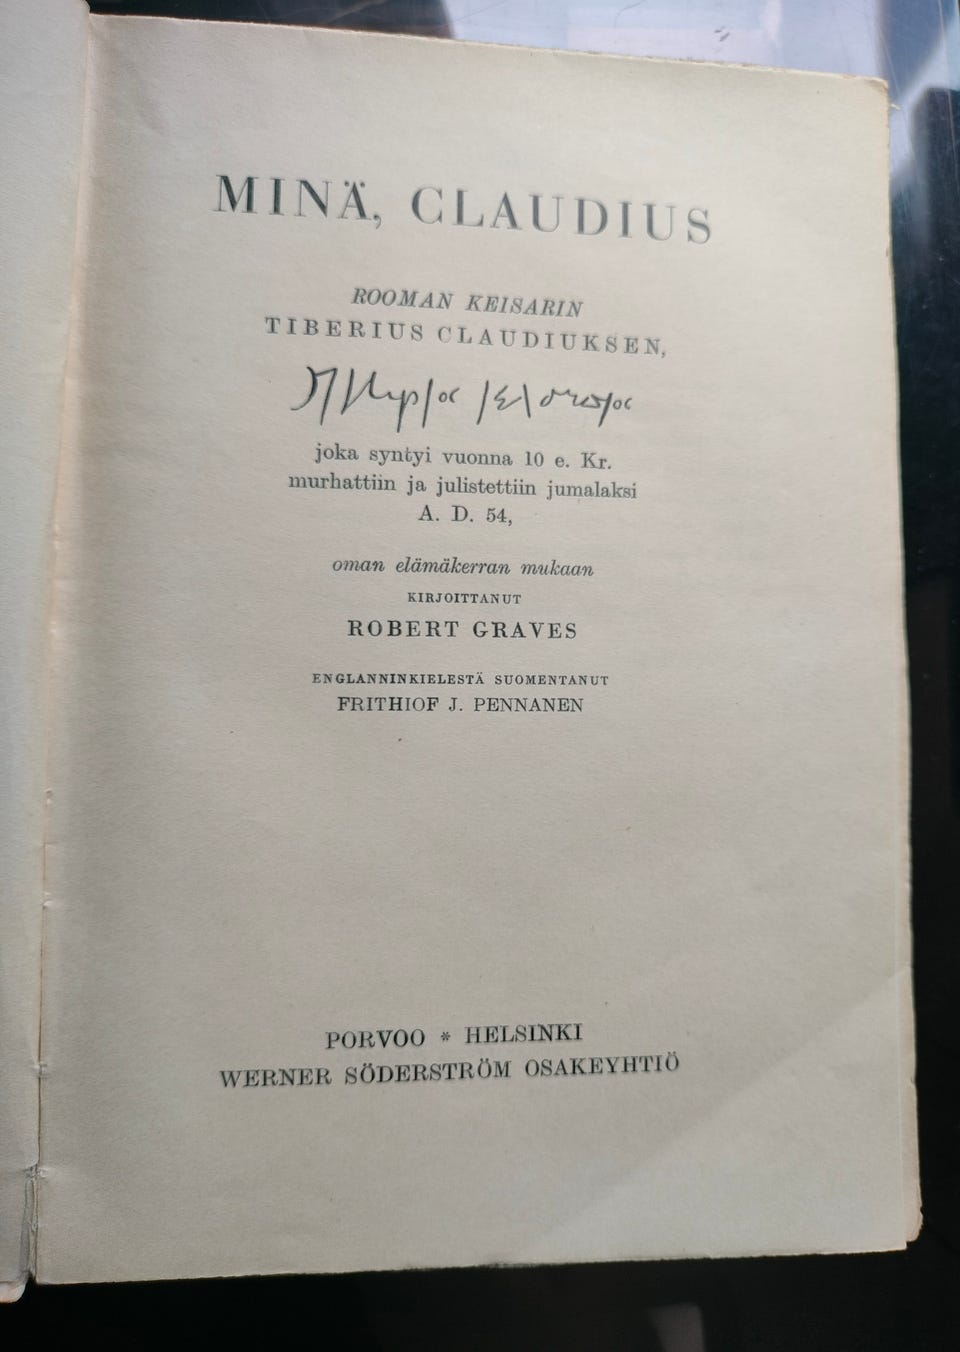 MINÄ, CLAUDIUS
ROOMAN KEISARIN
TIBERIUS CLAUDIUKSEN,
joka syntyi vuonna 10 e. Kr.
murhattiin ja julistettiin jumalaksi
A. D. 54,
oman elämäkerran mukaan
KIRJOITTANUT
ROBERT GRAVES
ENGLANNINKIELESTÄ SUOMENTANUT
FRITHIOF J. PENNANEN
PORVOO * HELSINKI
WERNER SÖDERSTRÖM OSAKEYHTIÖ